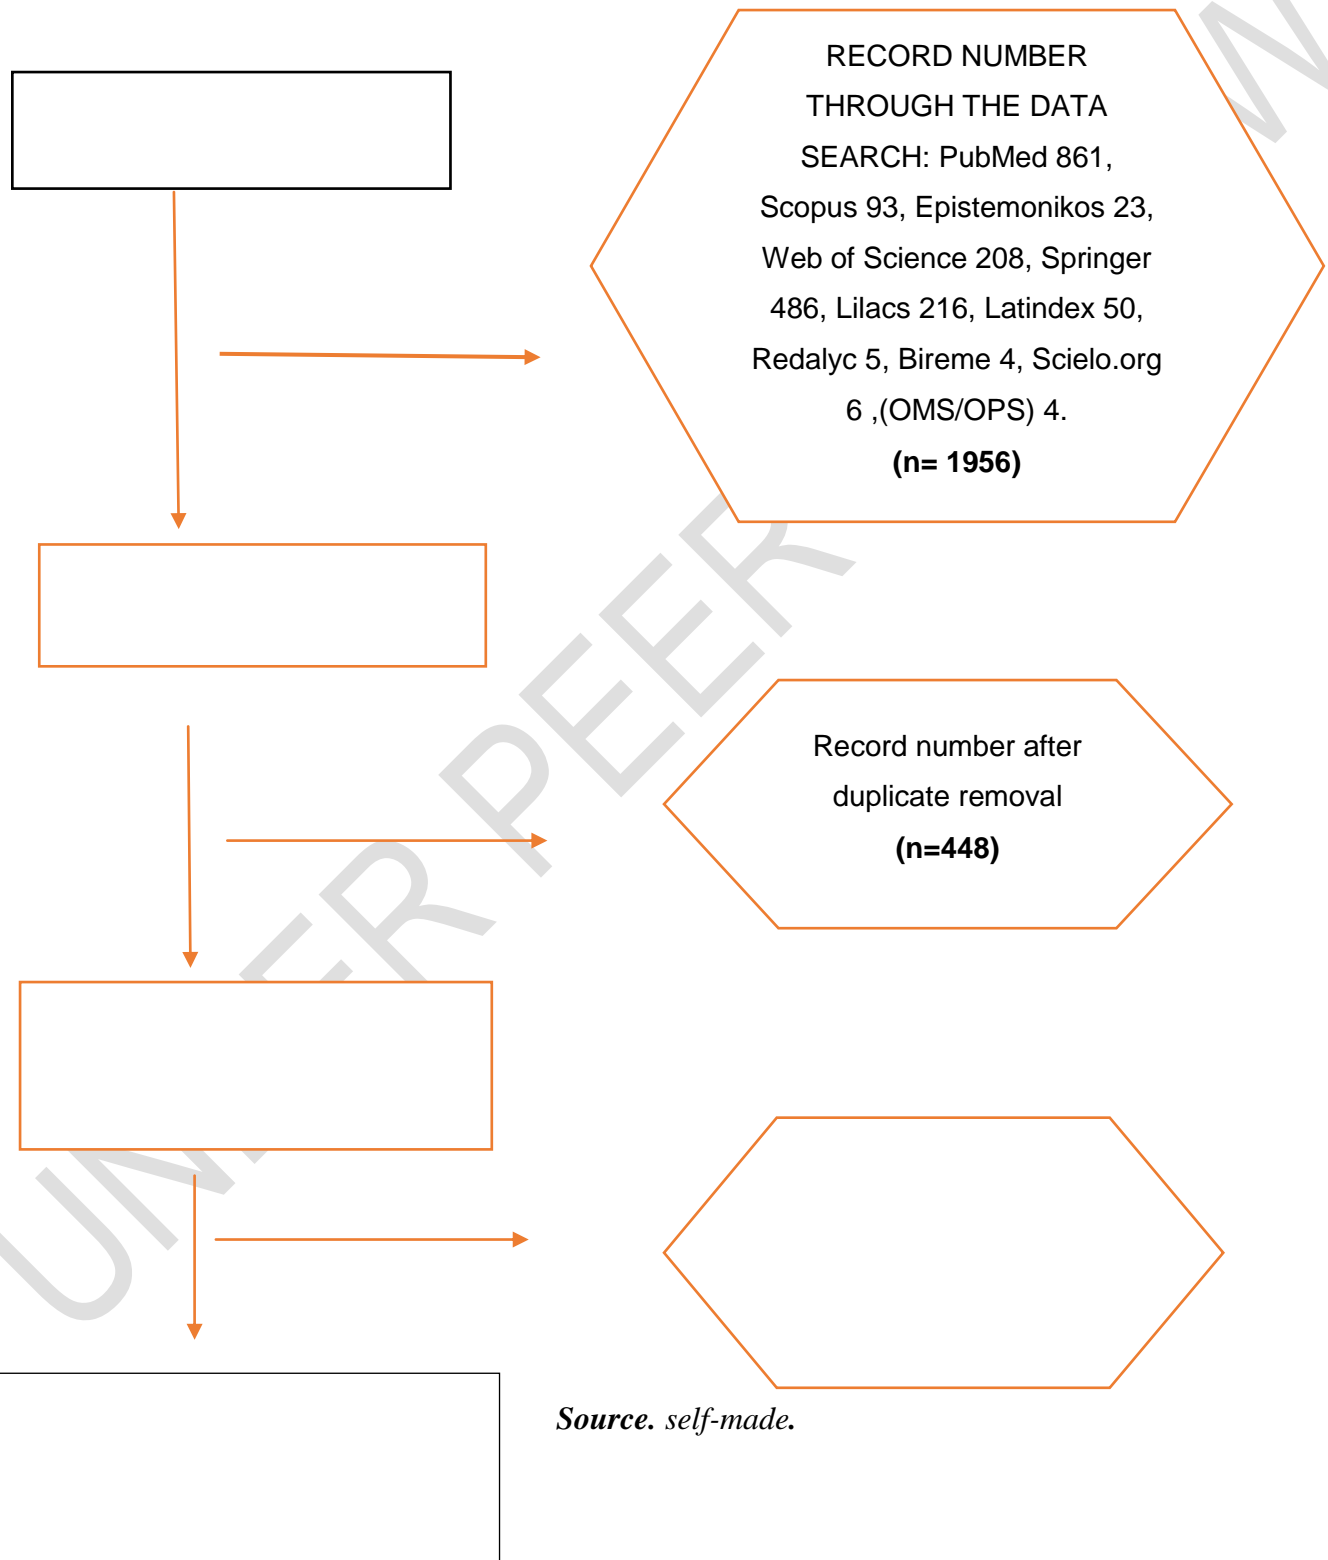 RECORD NUMBER
THROUGH THE DATA
SEARCH: PubMed 861,
Scopus 93, Epistemonikos 23,
Web of Science 208, Springer
486, Lilacs 216, Latindex 50,
Redalyc 5, Bireme 4, Scielo.org
6 ,(OMS/OPS) 4.
(n= 1956)
Record number after
duplicate removal
(n=448)
Source. self-made.
PEER